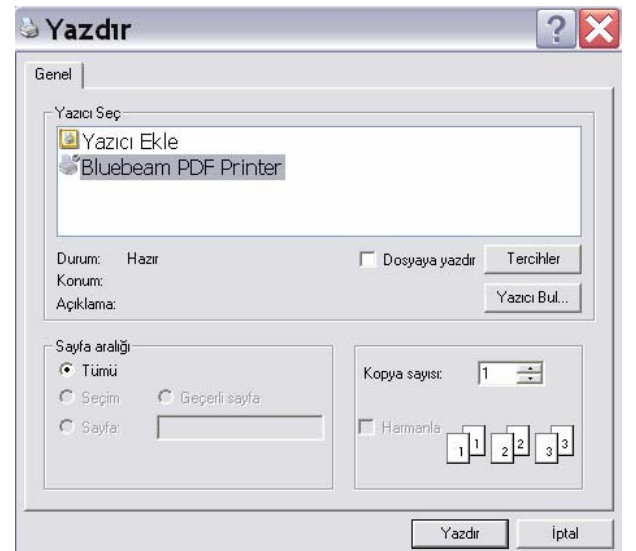 Yazdır
Genel
Yazıcı Seç
Yazıcı Ekle
Bluebeam PDF Printer
Durum: Hazır
Dosyaya yazdır
Tercihler
Konum:
Açıklama:
Yazıcı Bul...
Sayfa aralığı
Tümü
Seçim
Geçerli sayfa
Sayfa:
Kopya sayısı: 1
Harmanla
1 1 2 2 3 3
Yazdır
İptal